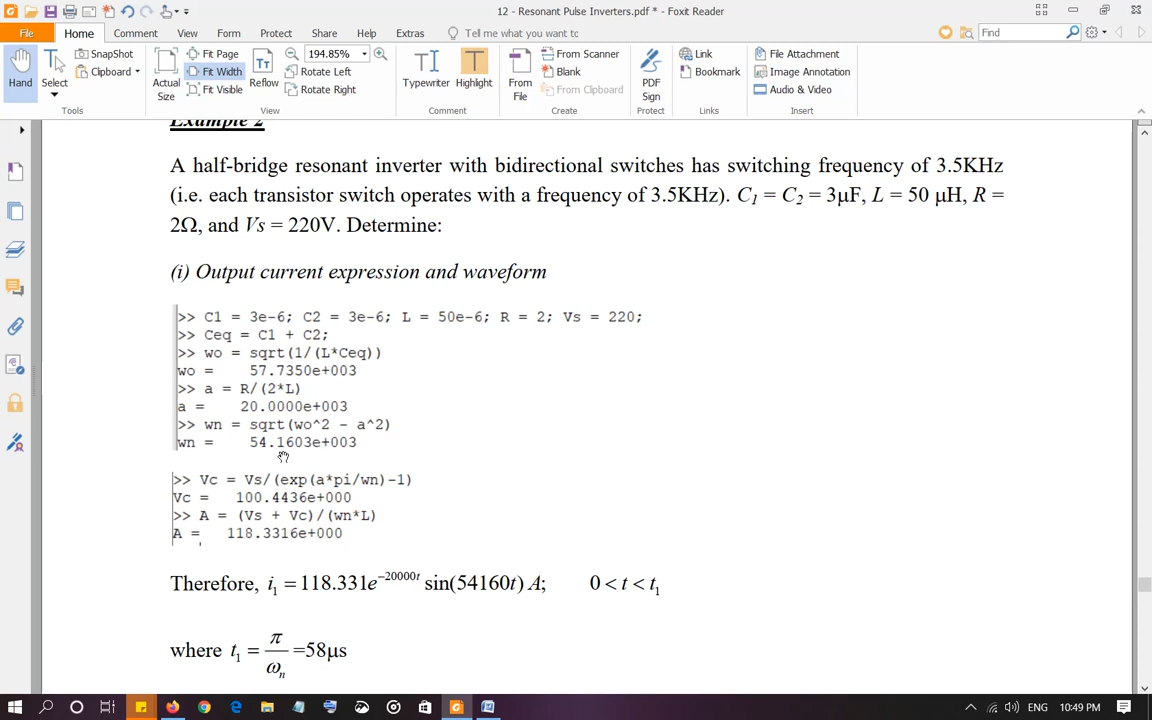 12 - Resonant Pulse Inverters.pdf * - Foxit Reader
File Home Comment View Form Protect Share Help Extras Tell me what you want to Find
Hand
Select
SnapShot
Clipboard
Tools
Actual Size
Fit Page
Fit Width
Fit Visible
Reflow
194.85%
Rotate Left
Rotate Right
View
Typewriter
Highlight
Comment
From File
From Scanner
Blank
From Clipboard
Create
PDF Sign
Protect
Link
Bookmark
Links
File Attachment
Image Annotation
Audio & Video
Insert
Example 2
A half-bridge resonant inverter with bidirectional switches has switching frequency of 3.5KHz
(i.e. each transistor switch operates with a frequency of 3.5KHz). C1 = C2 = 3μF, L = 50 μH, R =
2Ω, and Vs = 220V. Determine:
(i) Output current expression and waveform
>> C1 = 3e-6; C2 = 3e-6; L = 50e-6; R = 2; Vs = 220;
>> Ceq = C1 + C2;
>> wo = sqrt(1/(L*Ceq))
wo = 57.7350e+003
>> a = R/(2*L)
a = 20.0000e+003
>> wn = sqrt(wo^2 - a^2)
wn = 54.1603e+003
>> Vc = Vs/(exp(a*pi/wn)-1)
Vc = 100.4436e+000
>> A = (Vs + Vc)/(wn*L)
A = 118.3316e+000
Therefore, i₁ = 118.331e^−20000t sin(54160t) A; 0 < t < t₁
where t₁ = π/ωₙ =58μs
ENG 10:49 PM